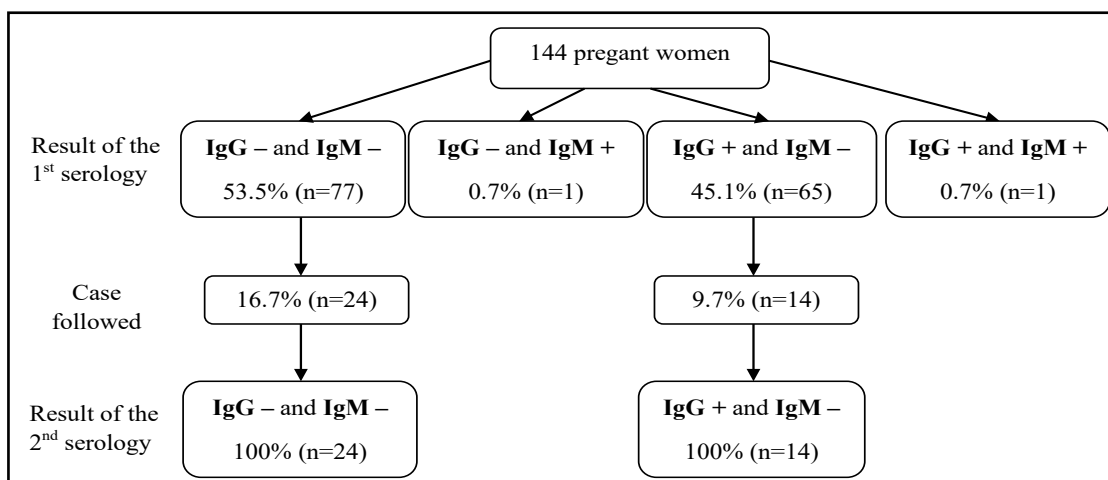 144 pregant women
Result of the
1st serology
IgG – and IgM –
53.5% (n=77)
IgG – and IgM +
0.7% (n=1)
IgG + and IgM –
45.1% (n=65)
IgG + and IgM +
0.7% (n=1)
Case
followed
16.7% (n=24)
9.7% (n=14)
Result of the
2nd serology
IgG – and IgM –
100% (n=24)
IgG + and IgM –
100% (n=14)